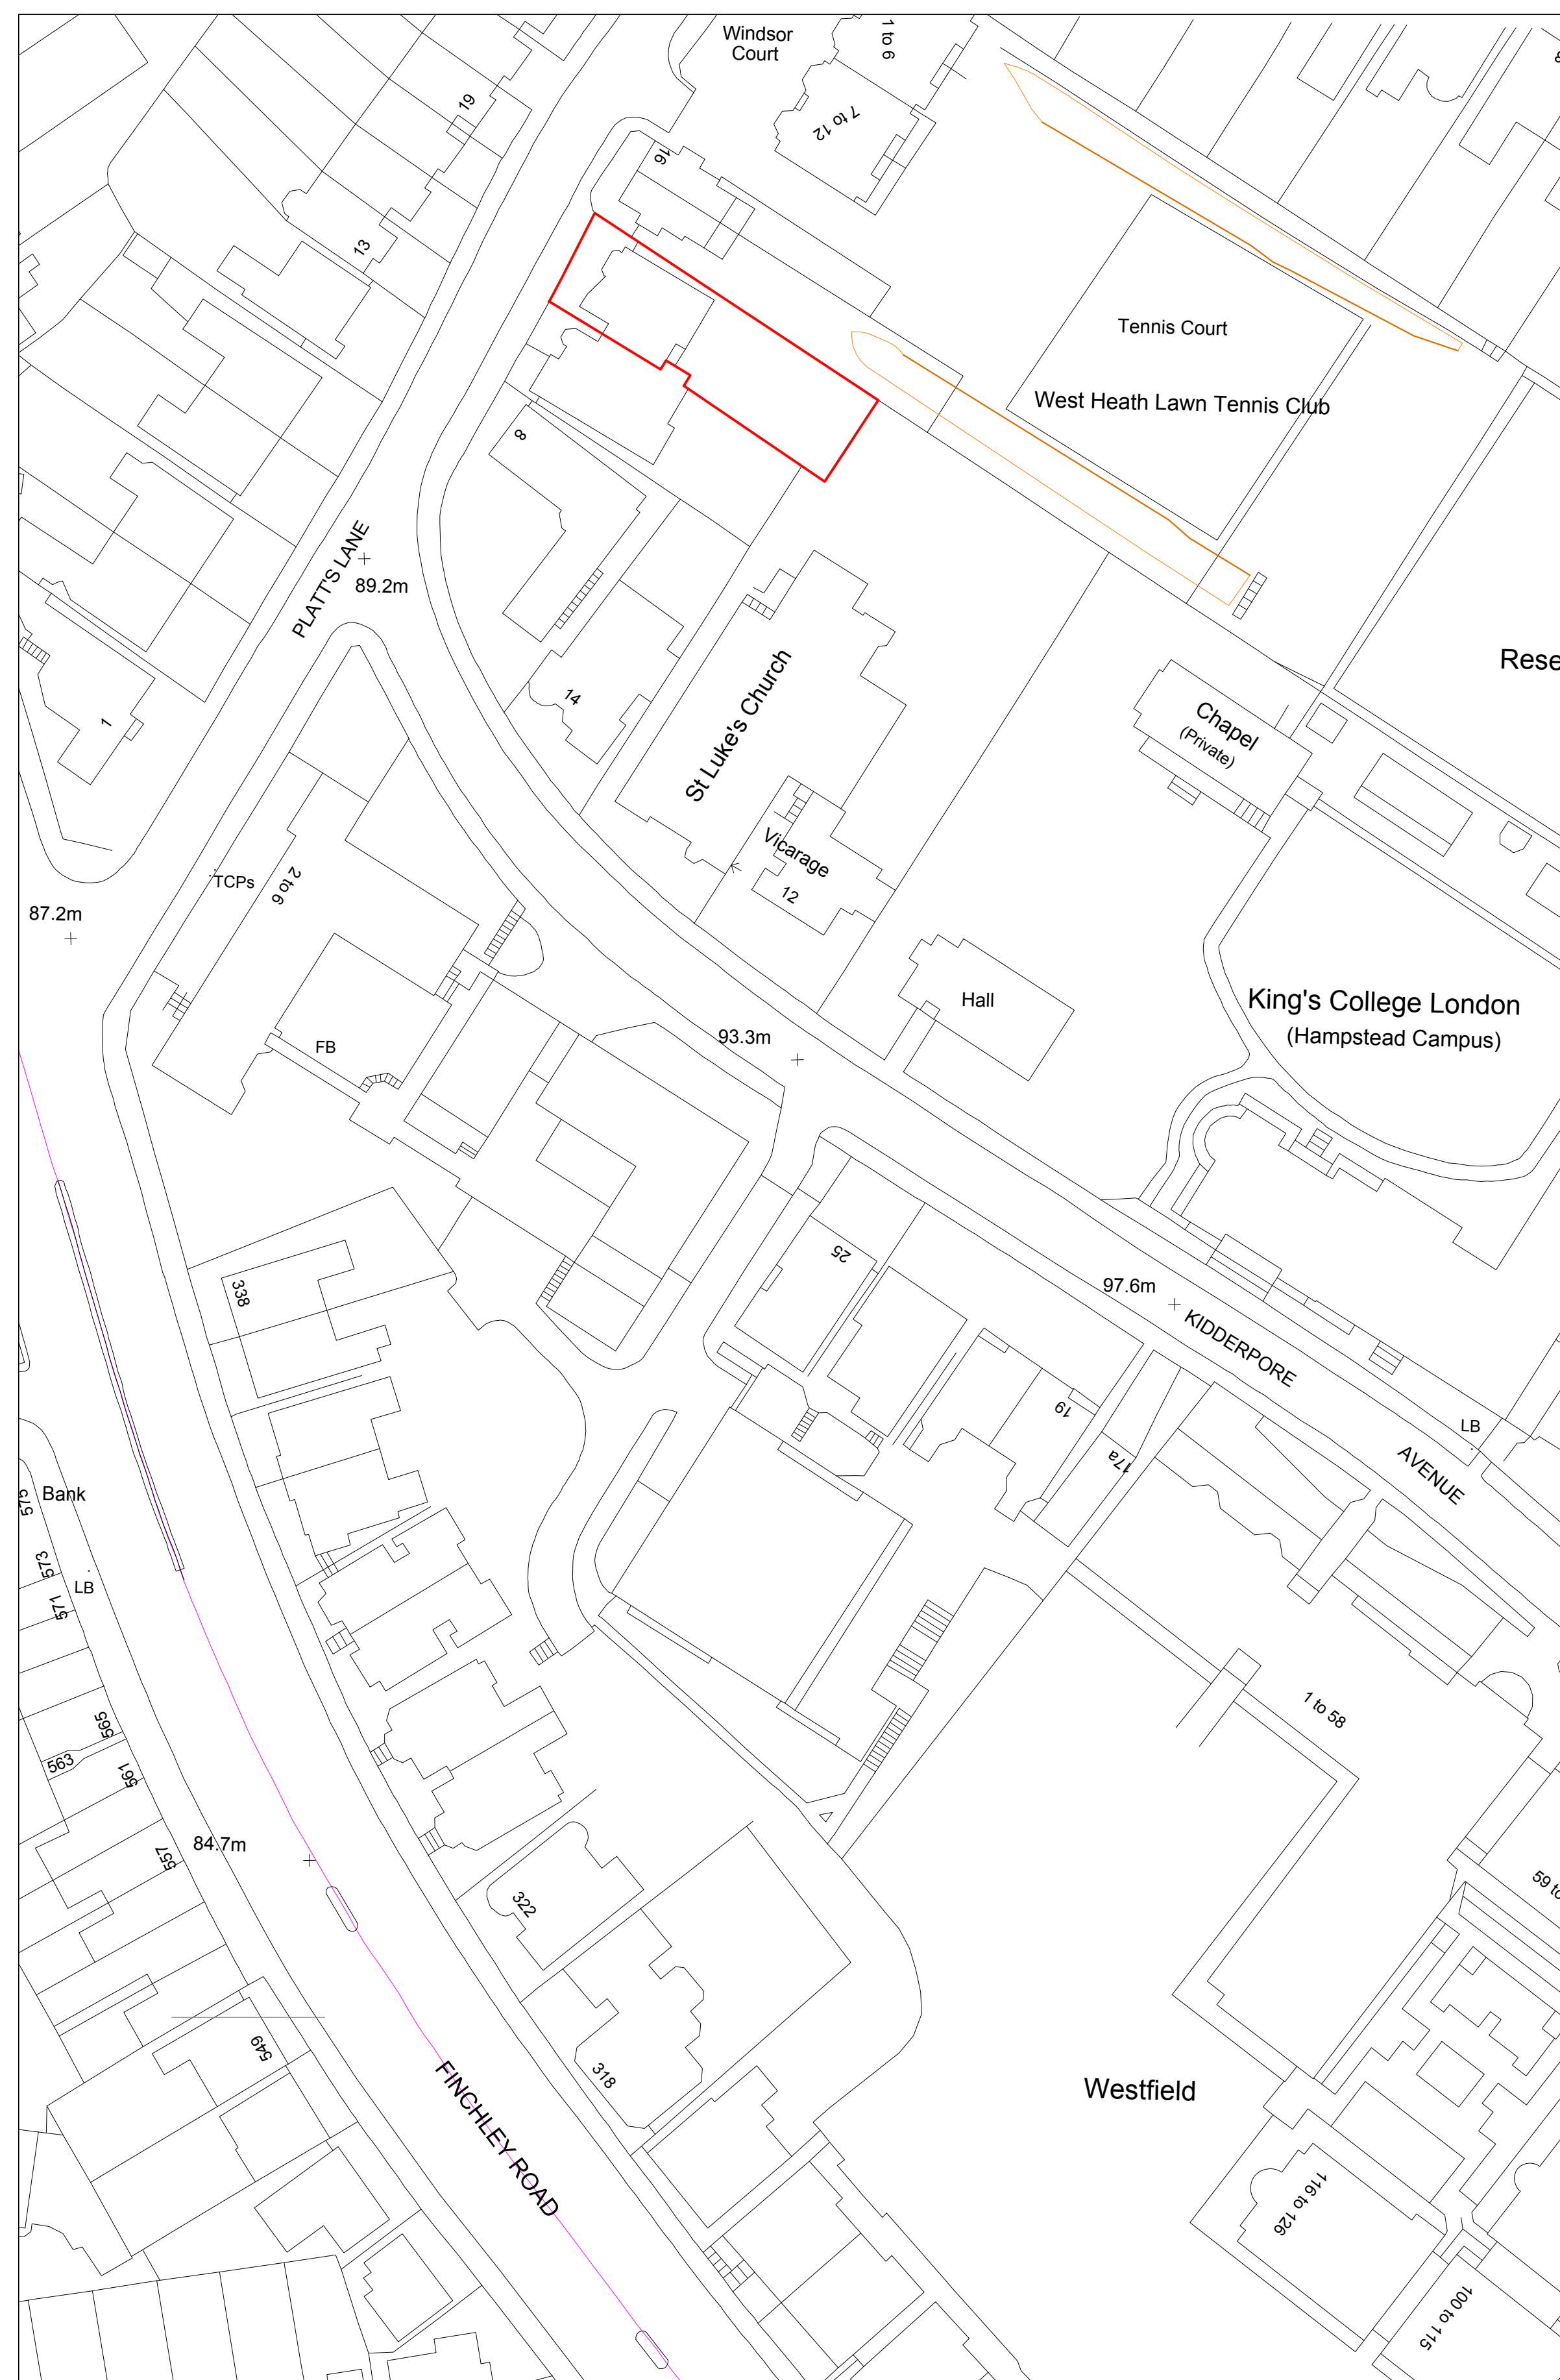 Windsor
Court
1 to 6
7 to 12
19
16
13
Tennis Court
West Heath Lawn Tennis Club
8
PLATT'S LANE
89.2m
Rese
14
1
St Luke's Church
Chapel
(Private)
Vicarage
12
TCPs
2 to 6
87.2m
Hall
King's College London
(Hampstead Campus)
93.3m
FB
25
338
97.6m
KIDDERPORE
19
17a
LB
AVENUE
Bank
575
573
LB
571
1 to 58
565
563
561
84.7m
557
59 to
322
549
318
FINCHLEY ROAD
Westfield
116 to 126
100 to 115